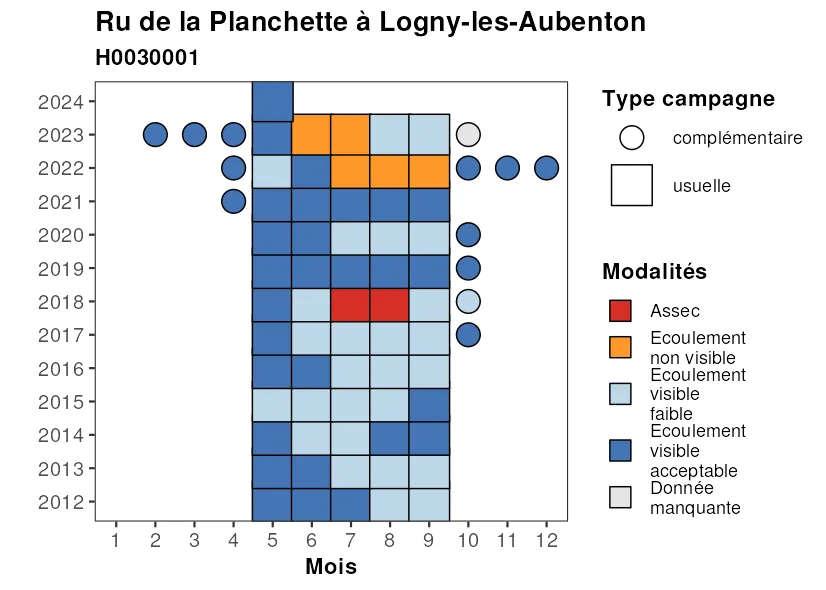 Ru de la Planchette à Logny-les-Aubenton
H0030001
2024
2023
2022
2021
2020
2019
2018
2017
2016
2015
2014
2013
2012
1 2 3 4 5 6 7 8 9 10 11 12
Mois
Type campagne
complémentaire
usuelle
Modalités
Assec
Ecoulement
non visible
Ecoulement
visible
faible
Ecoulement
visible
acceptable
Donnée
manquante